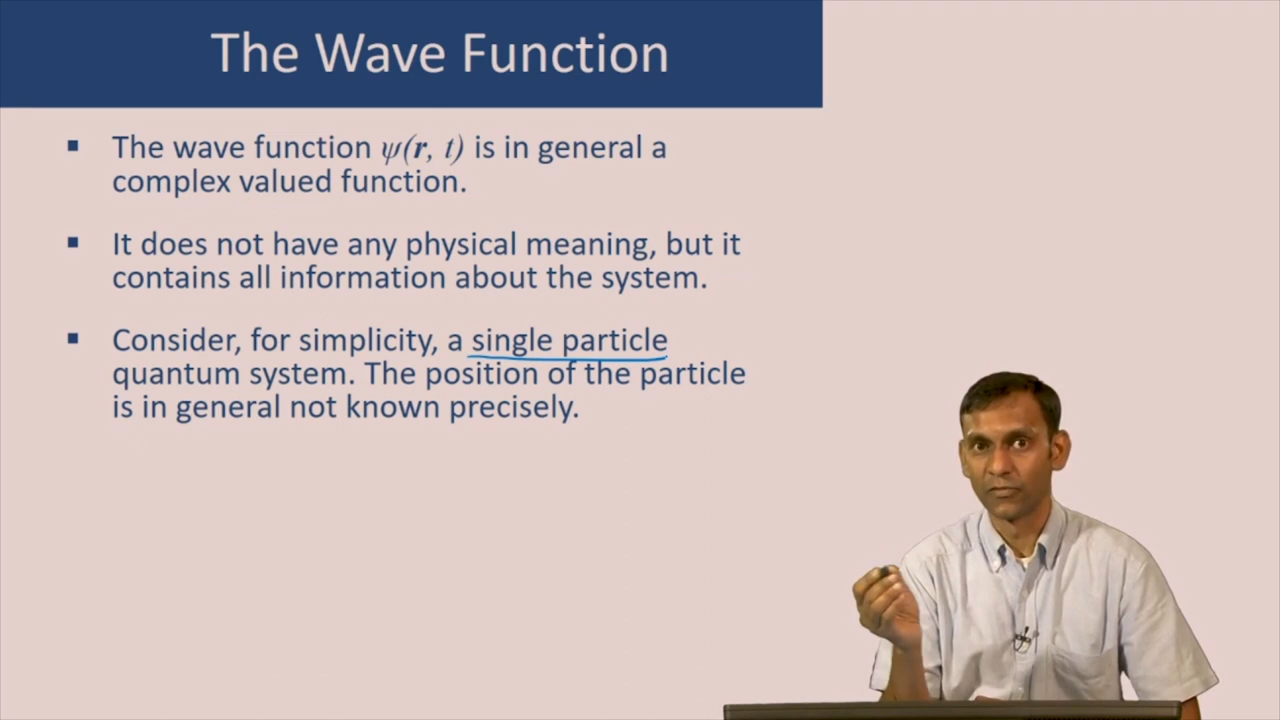 The Wave Function
▪ The wave function ψ(r, t) is in general a
complex valued function.
▪ It does not have any physical meaning, but it
contains all information about the system.
▪ Consider, for simplicity, a single particle
quantum system. The position of the particle
is in general not known precisely.